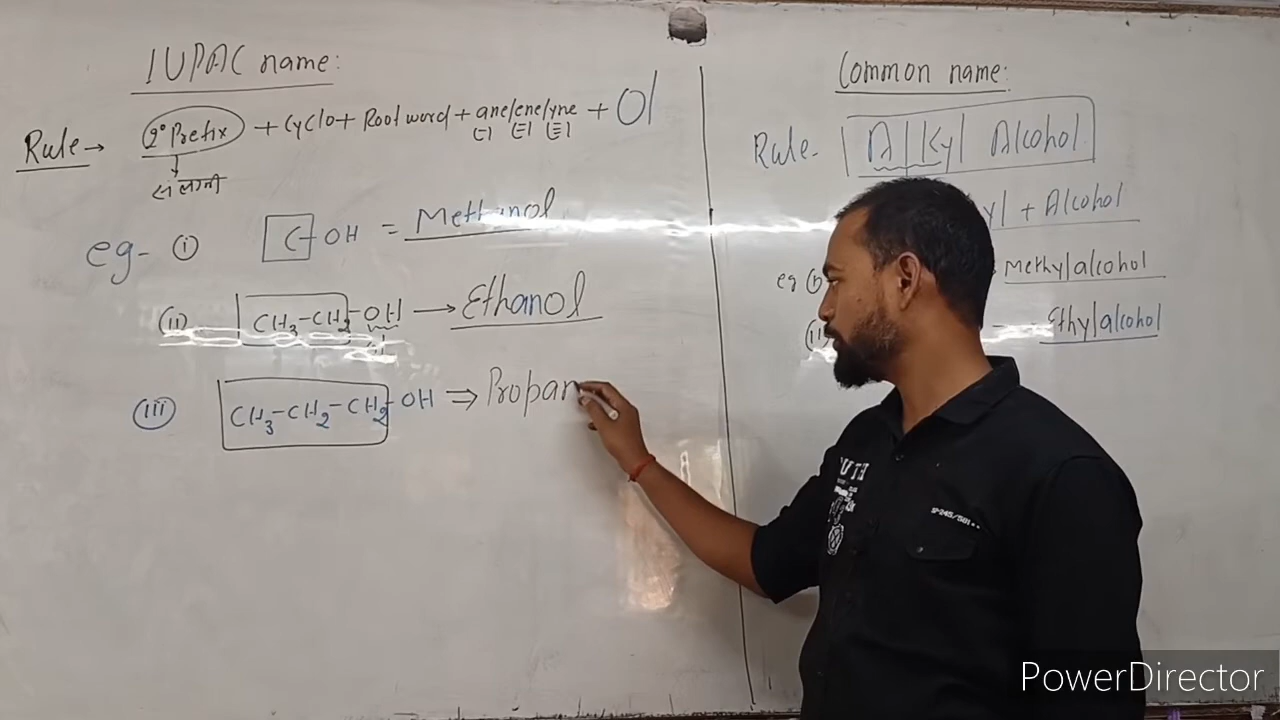 IUPAC name:
Rule → 2° Prefix + Cyclo + Root word + ane/ene/yne + Ol
(-) (=) (≡)
eg- (i) C-OH = Methanol
(ii) CH3-CH2-OH → Ethanol
(iii) CH3-CH2-CH2-OH ⇒ Propan
Common name:
Rule- Alkyl Alcohol
yl + Alcohol
eg (i) Methylalcohol
(ii) Ethylalcohol
PowerDirector